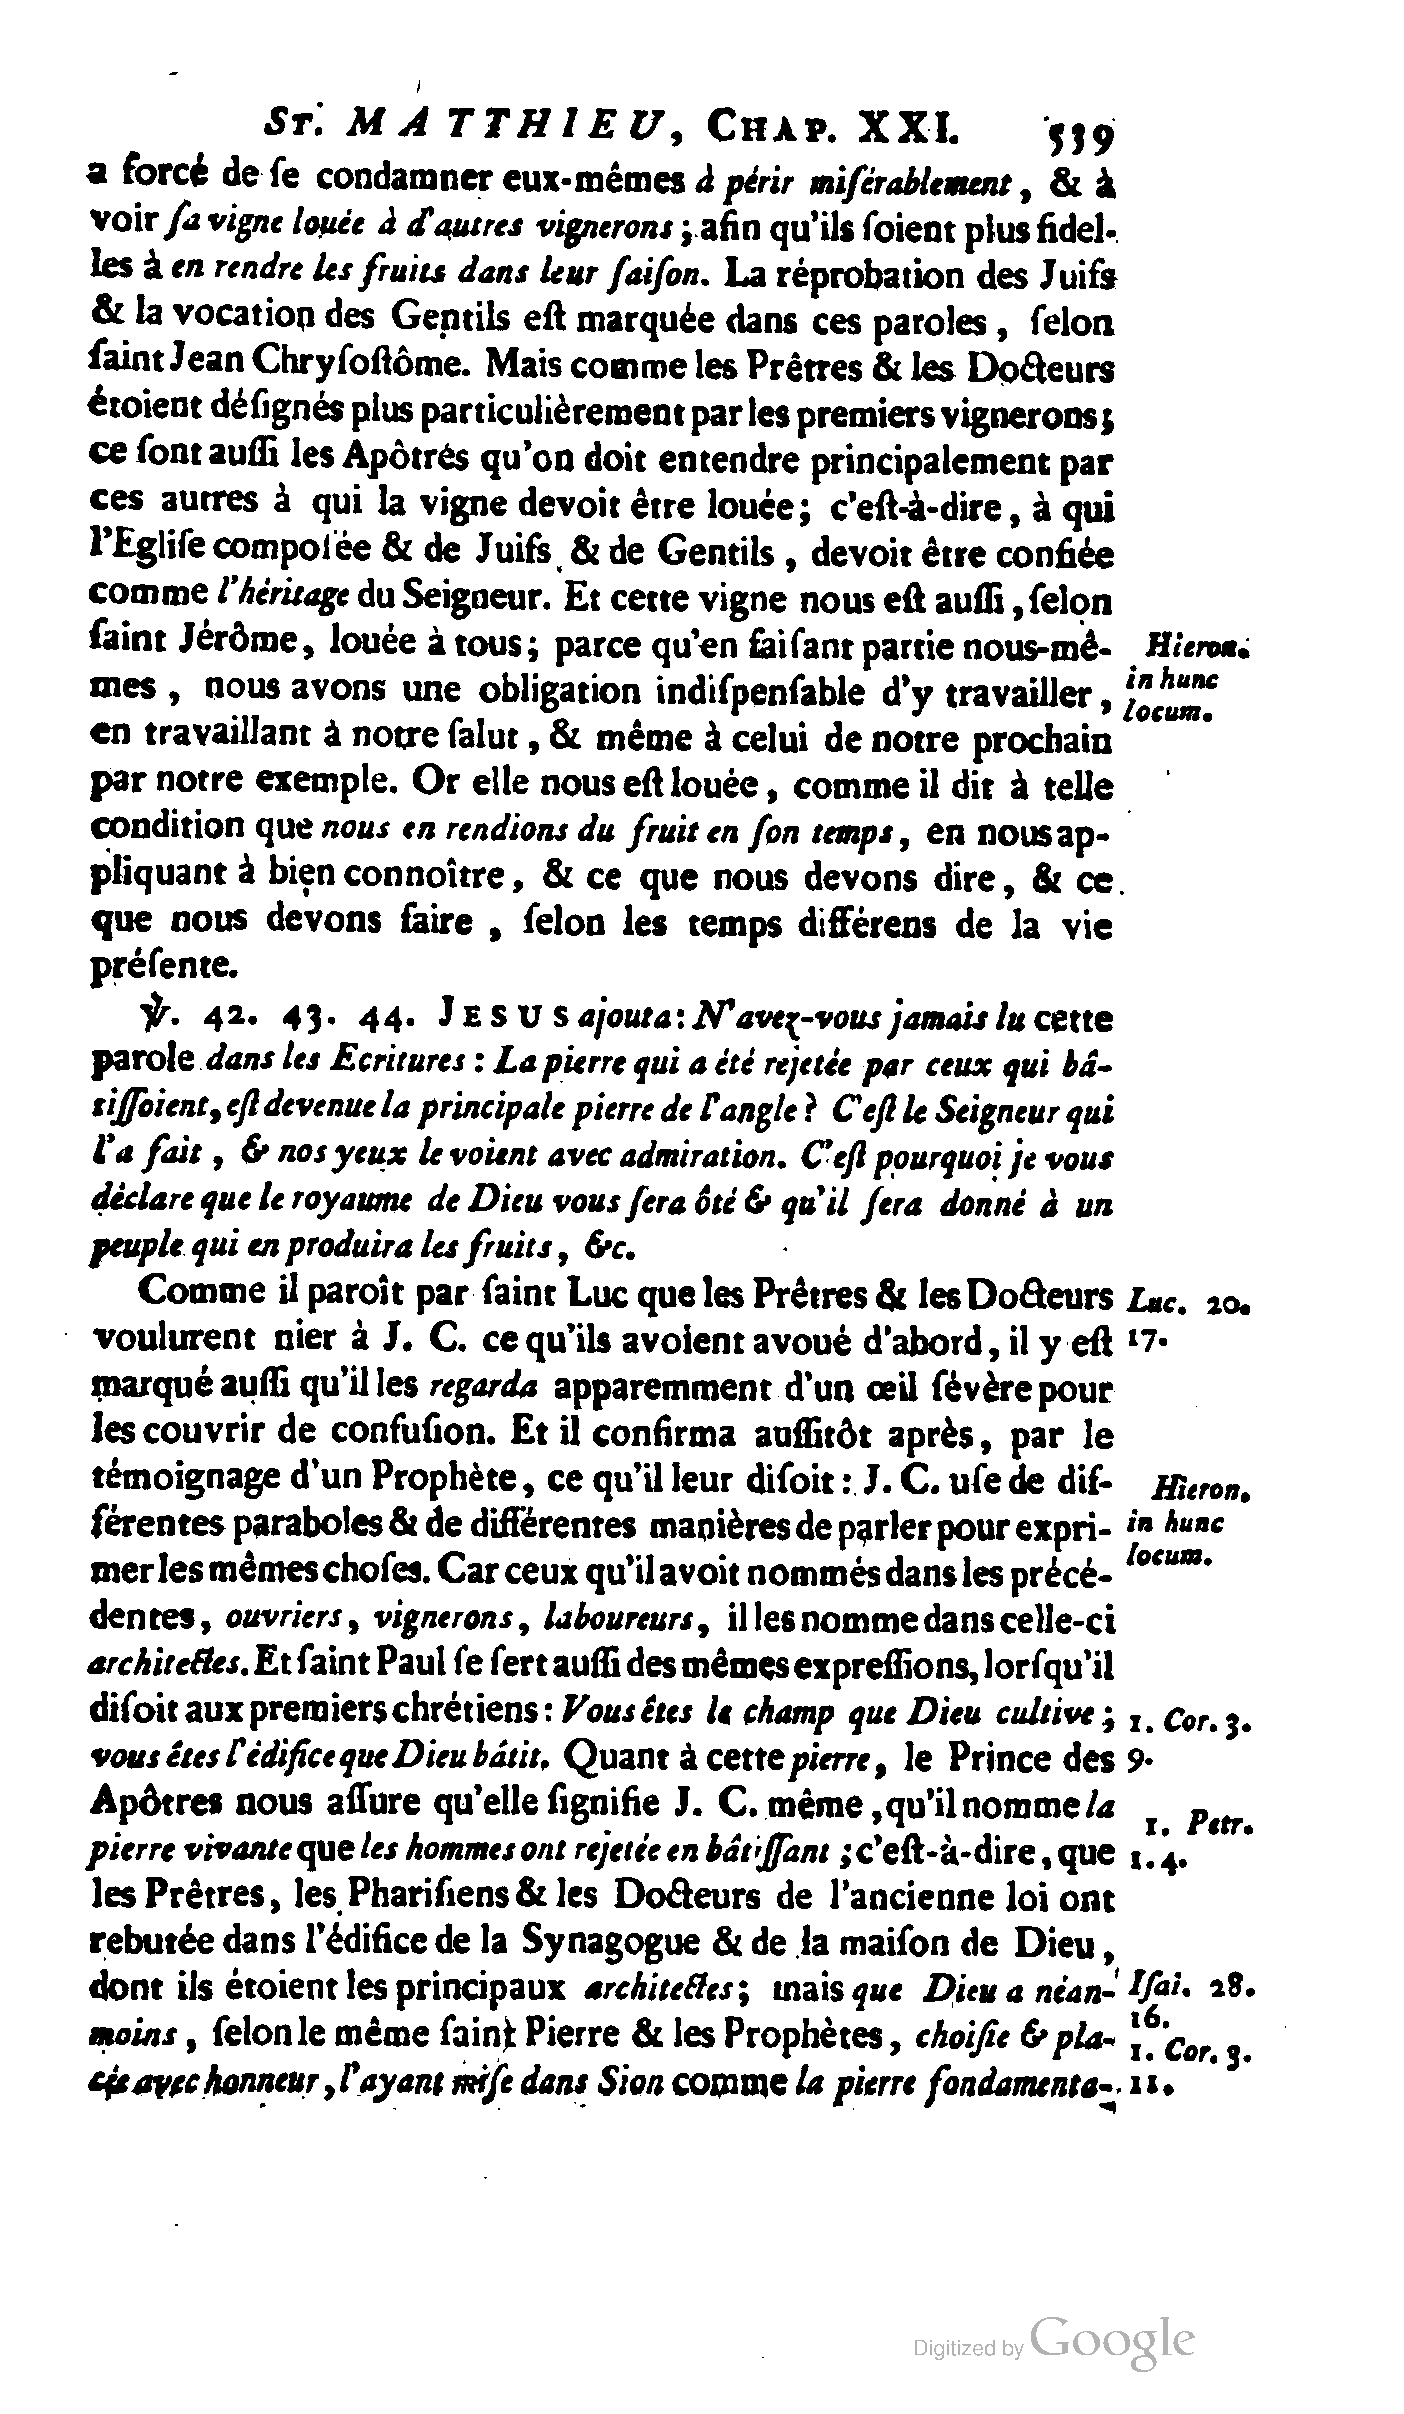 ST. MATTHIEU, CHAP. XXI. 539
a forcé de ſe condamner eux-mêmes à périr miſérablement, & à
voir ſa vigne louée à d'autres vignerons; afin qu'ils ſoient plus fidel-
les à en rendre les fruits dans leur ſaiſon. La réprobation des Juifs
& la vocation des Gentils eſt marquée dans ces paroles, ſelon
ſaint Jean Chryſoſtôme. Mais comme les Prêtres & les Docteurs
étoient déſignés plus particulièrement par les premiers vignerons;
ce ſont auſſi les Apôtrés qu'on doit entendre principalement par
ces autres à qui la vigne devoit être louée; c'eſt-à-dire, à qui
l'Egliſe compoſée & de Juifs & de Gentils, devoit être confiée
comme l'héritage du Seigneur. Et cette vigne nous eſt auſſi, ſelon
ſaint Jérôme, louée à tous; parce qu'en faiſant partie nous-mê- Hieron.
mes, nous avons une obligation indiſpenſable d'y travailler, in hunc
locum.
en travaillant à notre ſalut, & même à celui de notre prochain
par notre exemple. Or elle nous eſt louée, comme il dit à telle
condition que nous en rendions du fruit en ſon temps, en nous ap-
pliquant à bien connoître, & ce que nous devons dire, & ce
que nous devons faire, ſelon les temps différens de la vie
préſente.
℣. 42. 43. 44. JESUS ajouta: N'avez-vous jamais lu cette
parole dans les Ecritures: La pierre qui a été rejetée par ceux qui bâ-
tiſſoient, eſt devenue la principale pierre de l'angle? C'eſt le Seigneur qui
l'a fait, & nos yeux le voient avec admiration. C'eſt pourquoi je vous
déclare que le royaume de Dieu vous ſera ôté & qu'il ſera donné à un
peuple qui en produira les fruits, &c.
Comme il paroît par ſaint Luc que les Prêtres & les Docteurs Luc. 20.
voulurent nier à J. C. ce qu'ils avoient avoué d'abord, il y eſt 17.
marqué auſſi qu'il les regarda apparemment d'un œil ſévère pour
les couvrir de confuſion. Et il confirma auſſitôt après, par le
témoignage d'un Prophète, ce qu'il leur diſoit: J. C. uſe de dif- Hieron.
férentes paraboles & de différentes manières de parler pour expri- in hunc
mer les mêmes choſes. Car ceux qu'il avoit nommés dans les précé- locum.
dentes, ouvriers, vignerons, laboureurs, il les nomme dans celle-ci
architectes. Et ſaint Paul ſe ſert auſſi des mêmes expreſſions, lorſqu'il
diſoit aux premiers chrétiens: Vous êtes le champ que Dieu cultive; 1. Cor. 3.
vous êtes l'édifice que Dieu bâtit. Quant à cette pierre, le Prince des 9.
Apôtres nous aſſure qu'elle ſignifie J. C. même, qu'il nomme la 1. Petr.
pierre vivante que les hommes ont rejetée en bâtiſſant; c'eſt-à-dire, que 1. 4.
les Prêtres, les Phariſiens & les Docteurs de l'ancienne loi ont
rebutée dans l'édifice de la Synagogue & de la maiſon de Dieu,
dont ils étoient les principaux architectes; mais que Dieu a néan- Iſai. 28.
16.
moins, ſelon le même ſaint Pierre & les Prophètes, choiſie & pla- 1. Cor. 3.
cée avec honneur, l'ayant miſe dans Sion comme la pierre fondamenta- 11.
Digitized by Google